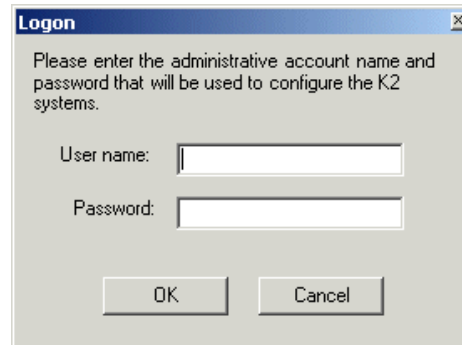 Logon
Please enter the administrative account name and
password that will be used to configure the K2
systems.
User name:
Password:
OK
Cancel